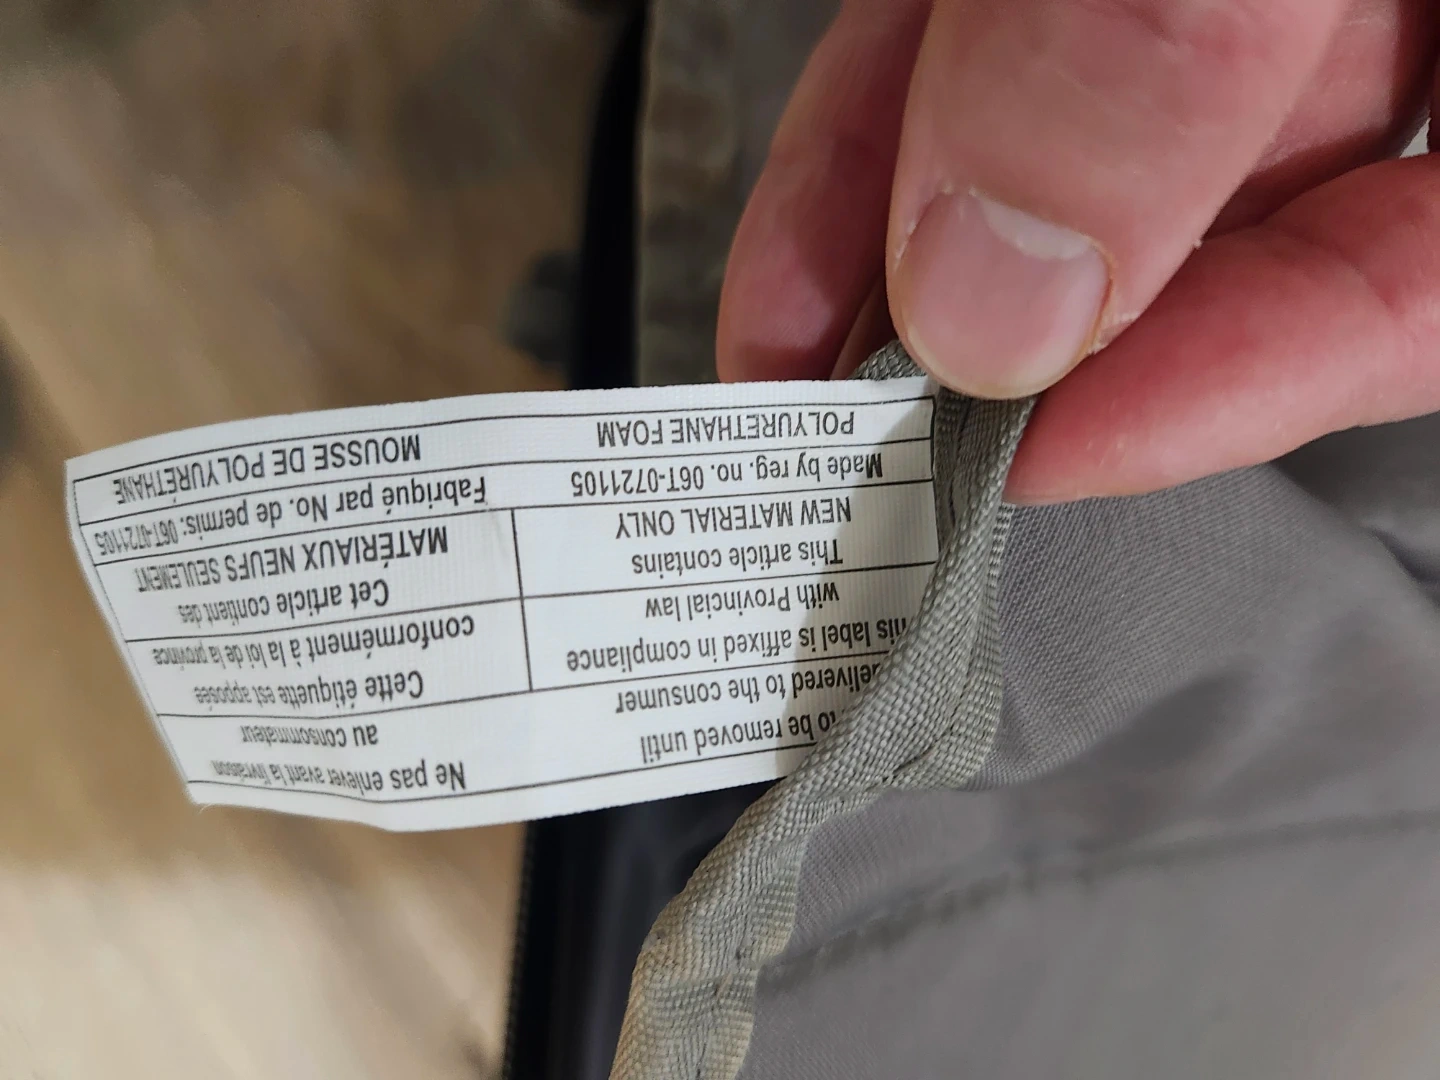 to be removed until
delivered to the consumer
Ne pas enlever avant la livraison
au consommateur
This label is affixed in compliance
with Provincial law
Cette étiquette est apposée
conformément à la loi de la province
This article contains
NEW MATERIAL ONLY
Cet article contient des
MATÉRIAUX NEUFS SEULEMENT
Made by reg. no. 06T-0721105
Fabriqué par No. de permis: 06T-0721105
POLYURETHANE FOAM
MOUSSE DE POLYURÉTHANE